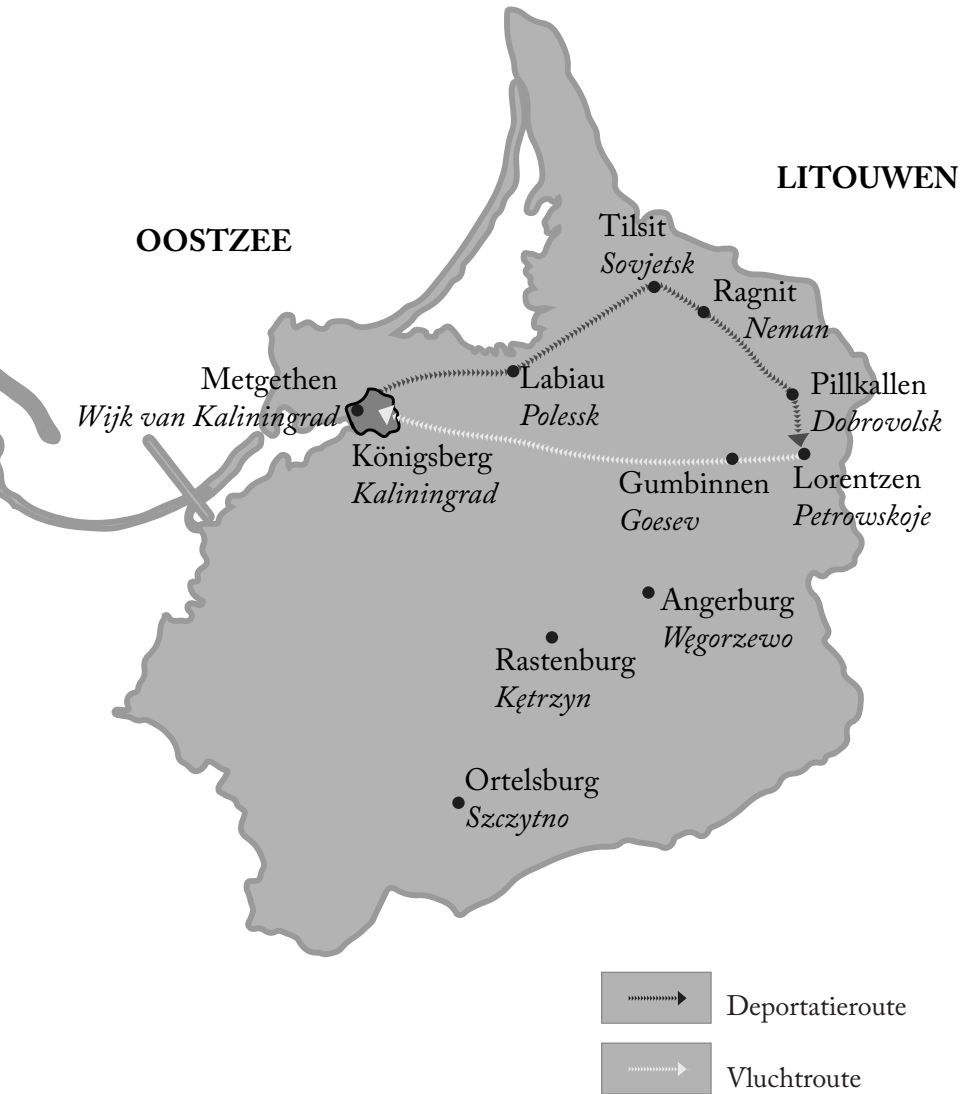 LITOUWEN
OOSTZEE
Tilsit
Sovjetsk
Ragnit
Neman
Metgethen
Wijk van Kaliningrad
Labiau
Polessk
Pillkallen
Dobrovolsk
Königsberg
Kaliningrad
Gumbinnen
Goesev
Lorentzen
Petrowskoje
Angerburg
Węgorzewo
Rastenburg
Kętrzyn
Ortelsburg
Szczytno
Deportatieroute
Vluchtroute